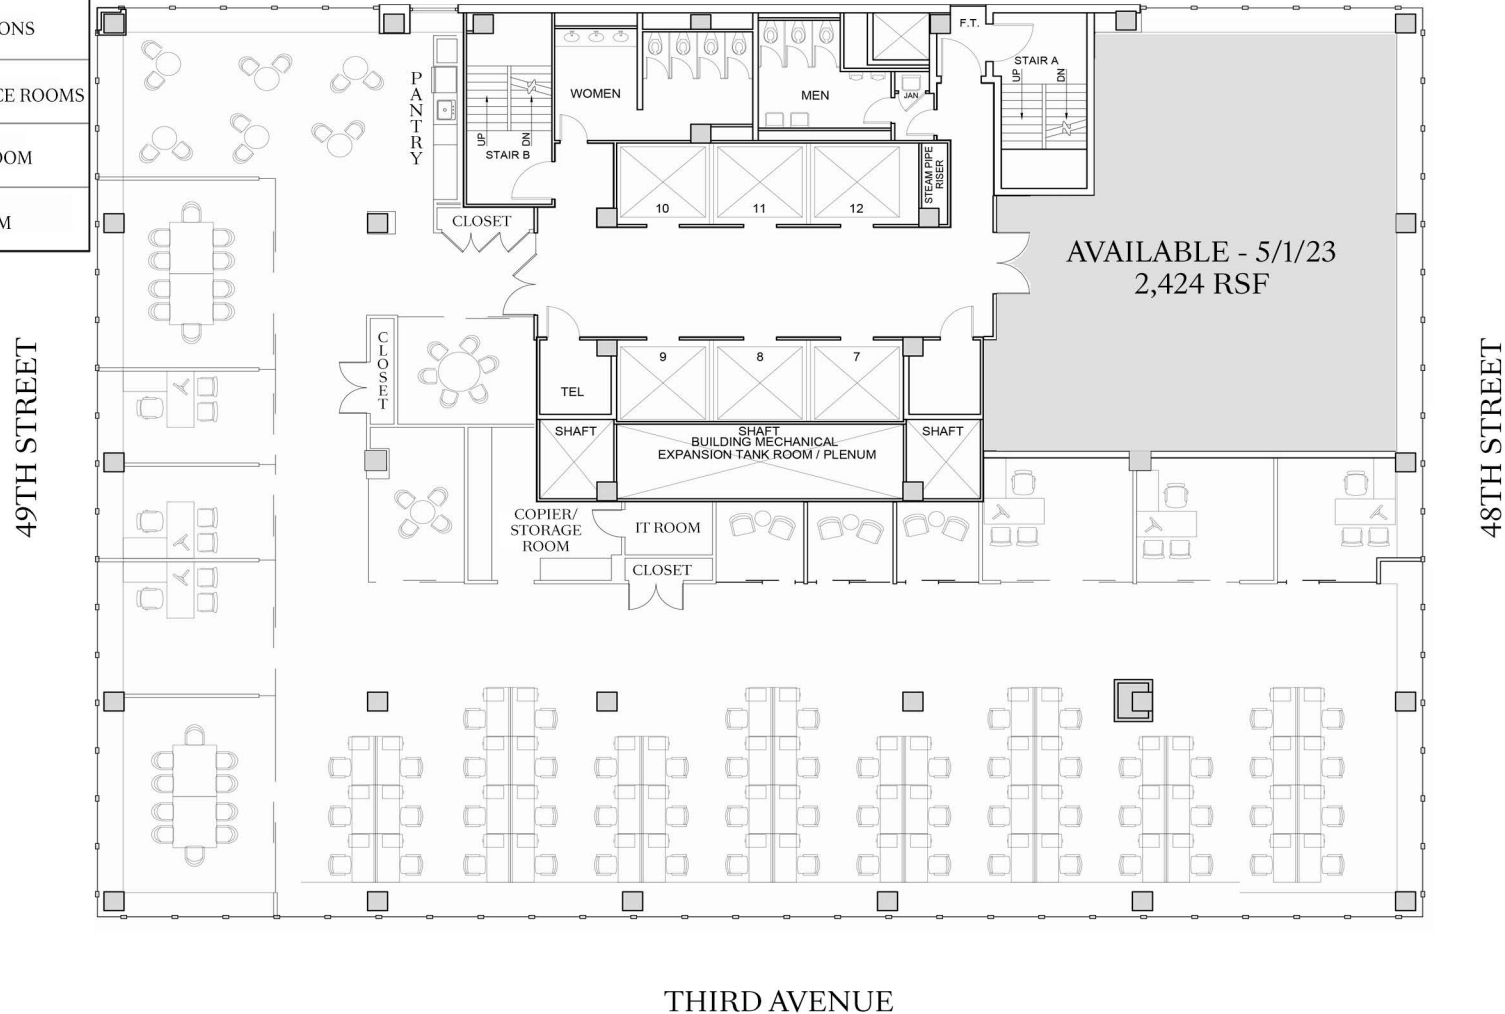 ONS
CE ROOMS
OOM
M
PANTRY
UP
DN
STAIR B
WOMEN
MEN
JAN
F.T.
STAIR A
UP
DN
CLOSET
10
11
12
STEAM PIPE
RISER
AVAILABLE - 5/1/23
2,424 RSF
CLOSET
TEL
9
8
7
SHAFT
SHAFT
BUILDING MECHANICAL
EXPANSION TANK ROOM / PLENUM
SHAFT
COPIER/
STORAGE
ROOM
IT ROOM
CLOSET
49TH STREET
48TH STREET
THIRD AVENUE